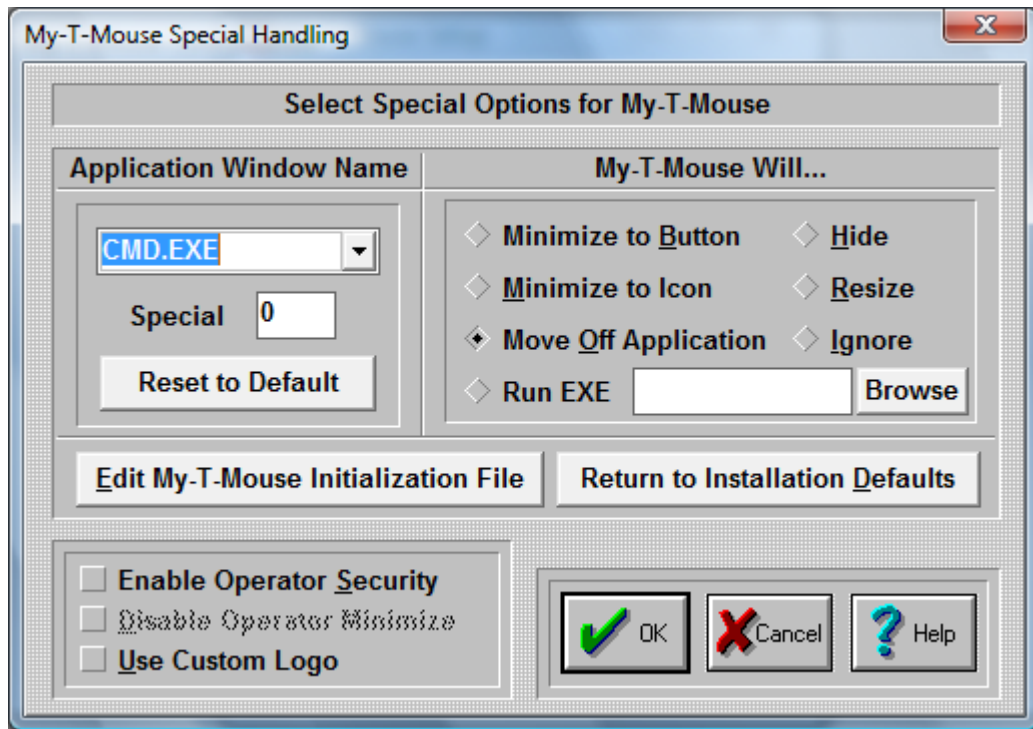 My-T-Mouse Special Handling
Select Special Options for My-T-Mouse
Application Window Name
My-T-Mouse Will...
CMD.EXE
Special 0
Reset to Default
Minimize to Button Hide
Minimize to Icon Resize
Move Off Application Ignore
Run EXE Browse
Edit My-T-Mouse Initialization File Return to Installation Defaults
Enable Operator Security
Disable Operator Minimize
Use Custom Logo
OK Cancel Help